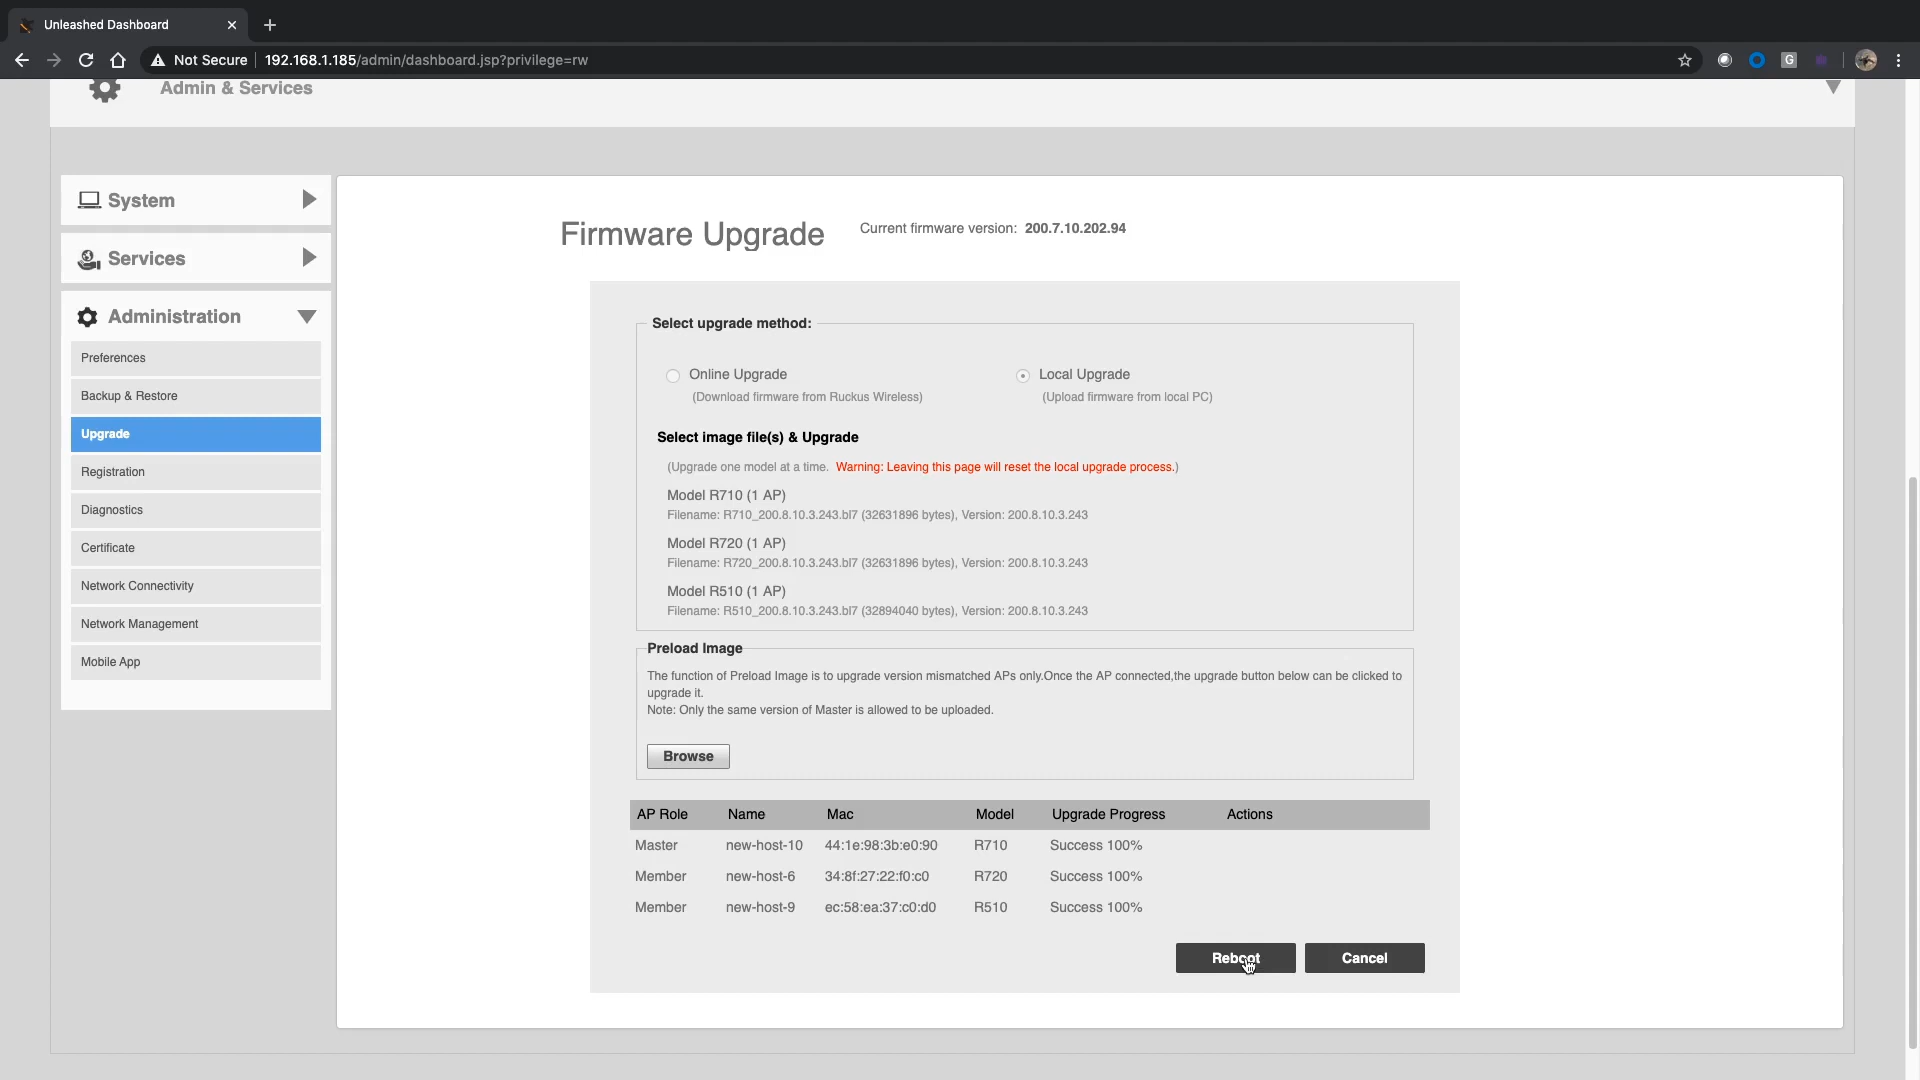 Unleashed Dashboard
Not Secure 192.168.1.185/admin/dashboard.jsp?privilege=rw
G
Admin & Services
System
Services
Administration
Preferences
Backup & Restore
Upgrade
Registration
Diagnostics
Certificate
Network Connectivity
Network Management
Mobile App
Firmware Upgrade Current firmware version: 200.7.10.202.94
Select upgrade method:
Online Upgrade Local Upgrade
(Download firmware from Ruckus Wireless) (Upload firmware from local PC)
Select image file(s) & Upgrade
(Upgrade one model at a time. Warning: Leaving this page will reset the local upgrade process.)
Model R710 (1 AP)
Filename: R710_200.8.10.3.243.bl7 (32631896 bytes), Version: 200.8.10.3.243
Model R720 (1 AP)
Filename: R720_200.8.10.3.243.bl7 (32631896 bytes), Version: 200.8.10.3.243
Model R510 (1 AP)
Filename: R510_200.8.10.3.243.bl7 (32894040 bytes), Version: 200.8.10.3.243
Preload Image
The function of Preload Image is to upgrade version mismatched APs only.Once the AP connected,the upgrade button below can be clicked to
upgrade it.
Note: Only the same version of Master is allowed to be uploaded.
Browse
AP Role Name Mac Model Upgrade Progress Actions
Master new-host-10 44:1e:98:3b:e0:90 R710 Success 100%
Member new-host-6 34:8f:27:22:f0:c0 R720 Success 100%
Member new-host-9 ec:58:ea:37:c0:d0 R510 Success 100%
Reboot Cancel